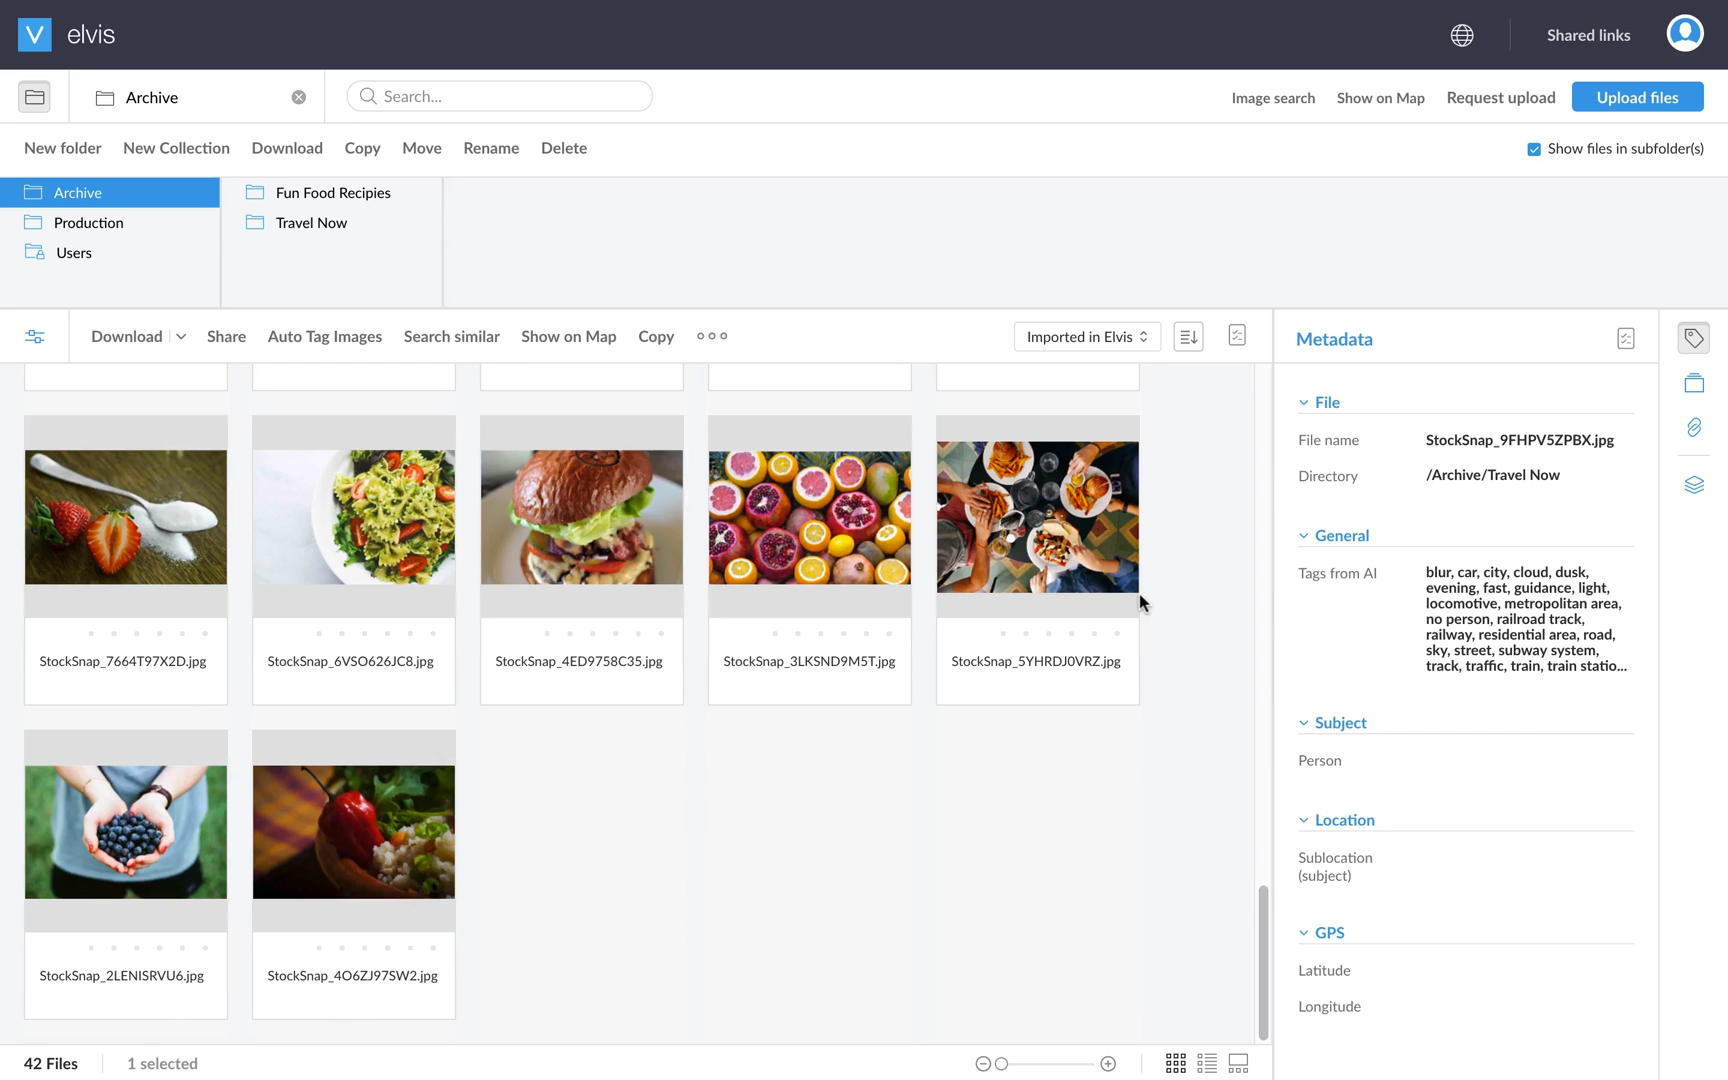 V elvis
Shared links
Archive
Search...
Image search
Show on Map
Request upload
Upload files
New folder
New Collection
Download
Copy
Move
Rename
Delete
Show files in subfolder(s)
Archive
Production
Users
Fun Food Recipies
Travel Now
Download
Share
Auto Tag Images
Search similar
Show on Map
Copy
Imported in Elvis
StockSnap_7664T97X2D.jpg
StockSnap_6VSO626JC8.jpg
StockSnap_4ED9758C35.jpg
StockSnap_3LKSND9M5T.jpg
StockSnap_5YHRDJ0VRZ.jpg
StockSnap_2LENISRVU6.jpg
StockSnap_4O6ZJ97SW2.jpg
Metadata
File
File name StockSnap_9FHPV5ZPBX.jpg
Directory /Archive/Travel Now
General
Tags from AI blur, car, city, cloud, dusk,
evening, fast, guidance, light,
locomotive, metropolitan area,
no person, railroad track,
railway, residential area, road,
sky, street, subway system,
track, traffic, train, train statio...
Subject
Person
Location
Sublocation
(subject)
GPS
Latitude
Longitude
42 Files
1 selected